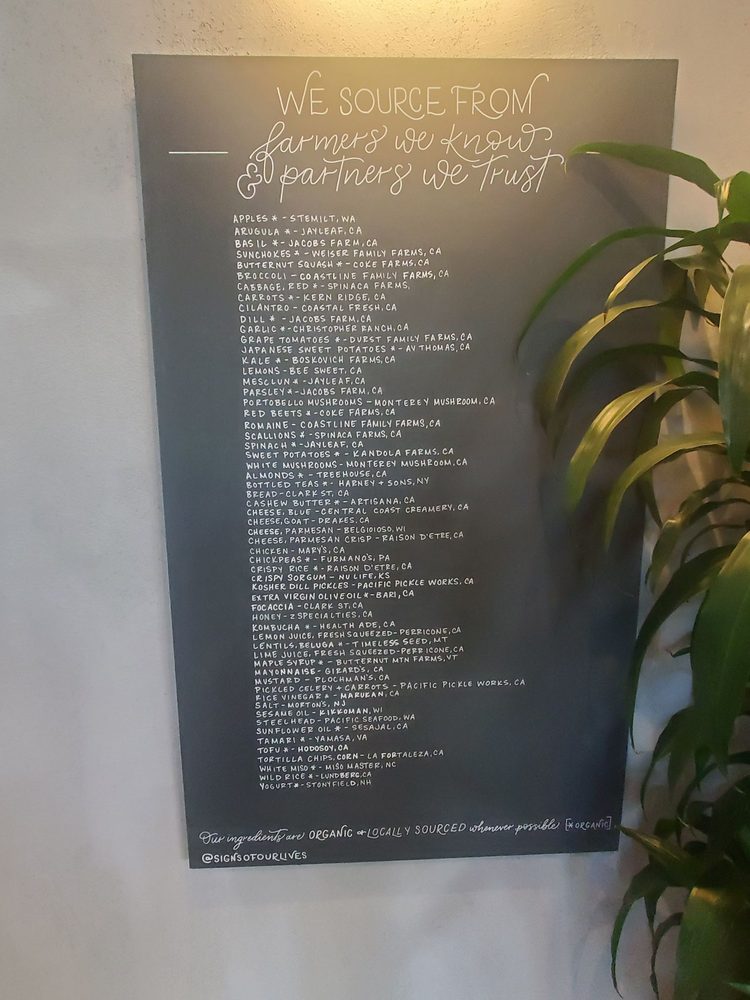 WE SOURCE FROM
farmers we know
& partners we trust
APPLES * - STEMILT, WA
ARUGULA * - JAYLEAF, CA
BASIL * - JACOBS FARM, CA
SUNCHOKES * - WEISER FAMILY FARMS, CA
BUTTERNUT SQUASH * - COKE FARMS, CA
BROCCOLI - COASTLINE FAMILY FARMS, CA
CABBAGE, RED * - SPINACA FARMS,
CARROTS * - KERN RIDGE, CA
CILANTRO - COASTAL FRESH, CA
DILL * - JACOBS FARM, CA
GARLIC * - CHRISTOPHER RANCH, CA
GRAPE TOMATOES * - DURST FAMILY FARMS, CA
JAPANESE SWEET POTATOES * - AV THOMAS, CA
KALE * - BOSKOVICH FARMS, CA
LEMONS - BEE SWEET, CA
MESCLUN * - JAYLEAF, CA
PARSLEY * - JACOBS FARM, CA
PORTOBELLO MUSHROOMS - MONTEREY MUSHROOM, CA
RED BEETS * - COKE FARMS, CA
ROMAINE - COASTLINE FAMILY FARMS, CA
SCALLIONS * - SPINACA FARMS, CA
SPINACH * - JAYLEAF, CA
SWEET POTATOES * - KANDOLA FARMS, CA
WHITE MUSHROOMS - MONTEREY MUSHROOM, CA
ALMONDS * - TREEHOUSE, CA
BOTTLED TEAS * - HARNEY + SONS, NY
BREAD - CLARK ST, CA
CASHEW BUTTER * - ARTISANA, CA
CHEESE, BLUE - CENTRAL COAST CREAMERY, CA
CHEESE, GOAT - DRAKES, CA
CHEESE, PARMESAN - BELGIOIOSO, WI
CHEESE, PARMESAN CRISP - RAISON D'ETRE, CA
CHICKEN - MARY'S, CA
CHICKPEAS * - FURMANO'S, PA
CRISPY RICE * - RAISON D'ETRE, CA
CRISPY SORGUM - NU LIFE, KS
KOSHER DILL PICKLES - PACIFIC PICKLE WORKS, CA
EXTRA VIRGIN OLIVE OIL * - BARI, CA
FOCACCIA - CLARK ST, CA
HONEY - Z SPECIALTIES, CA
KOMBUCHA * - HEALTH ADE, CA
LEMON JUICE, FRESH SQUEEZED - PERRICONE, CA
LENTILS, BELUGA * - TIMELESS SEED, MT
LIME JUICE, FRESH SQUEEZED - PERRICONE, CA
MAPLE SYRUP * - BUTTERNUT MTN FARMS, VT
MAYONNAISE - GIRARD'S, CA
MUSTARD - PLOCHMAN'S, CA
PICKLED CELERY + CARROTS - PACIFIC PICKLE WORKS, CA
RICE VINEGAR * - MARUKAN, CA
SALT - MORTON'S, NJ
SESAME OIL - KIKKOMAN, WI
STEELHEAD - PACIFIC SEAFOOD, WA
SUNFLOWER OIL * - SESAJAL, CA
TAMARI * - YAMASA, VA
TOFU * - HODOSOY, CA
TORTILLA CHIPS, CORN - LA FORTALEZA, CA
WHITE MISO * - MISO MASTER, NC
WILD RICE * - LUNDBERG, CA
YOGURT * - STONYFIELD, NH
Our ingredients are ORGANIC & LOCALLY SOURCED whenever possible [* ORGANIC]
@SIGNSOFOURLIVES